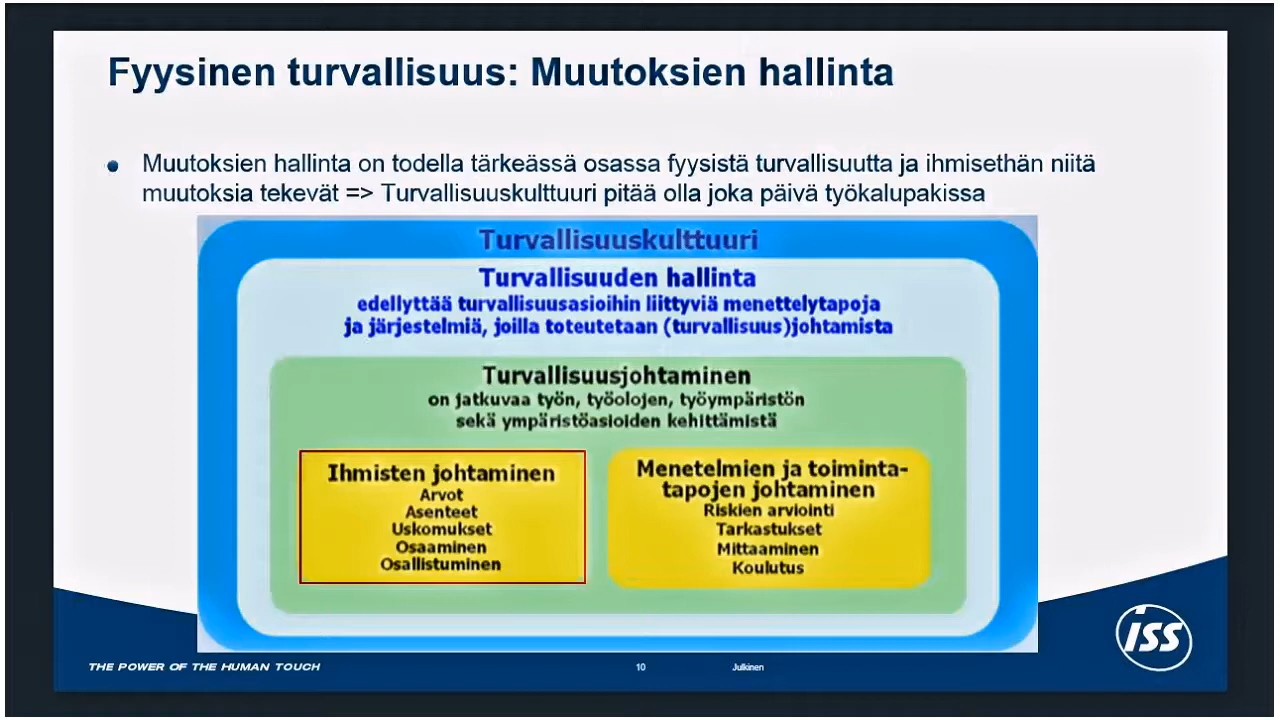 Fyysinen turvallisuus: Muutoksien hallinta
Muutoksien hallinta on todella tärkeässä osassa fyysistä turvallisuutta ja ihmisethän niitä
muutoksia tekevät => Turvallisuuskulttuuri pitää olla joka päivä työkalupakissa
Turvallisuuskulttuuri
Turvallisuuden hallinta
edellyttää turvallisuusasioihin liittyviä menettelytapoja
ja järjestelmiä, joilla toteutetaan (turvallisuus)johtamista
Turvallisuusjohtaminen
on jatkuvaa työn, työolojen, työympäristön
sekä ympäristöasioiden kehittämistä
Ihmisten johtaminen
Arvot
Asenteet
Uskomukset
Osaaminen
Osallistuminen
Menetelmien ja toiminta-
tapojen johtaminen
Riskien arviointi
Tarkastukset
Mittaaminen
Koulutus
THE POWER OF THE HUMAN TOUCH
10
Julkinen
ISS